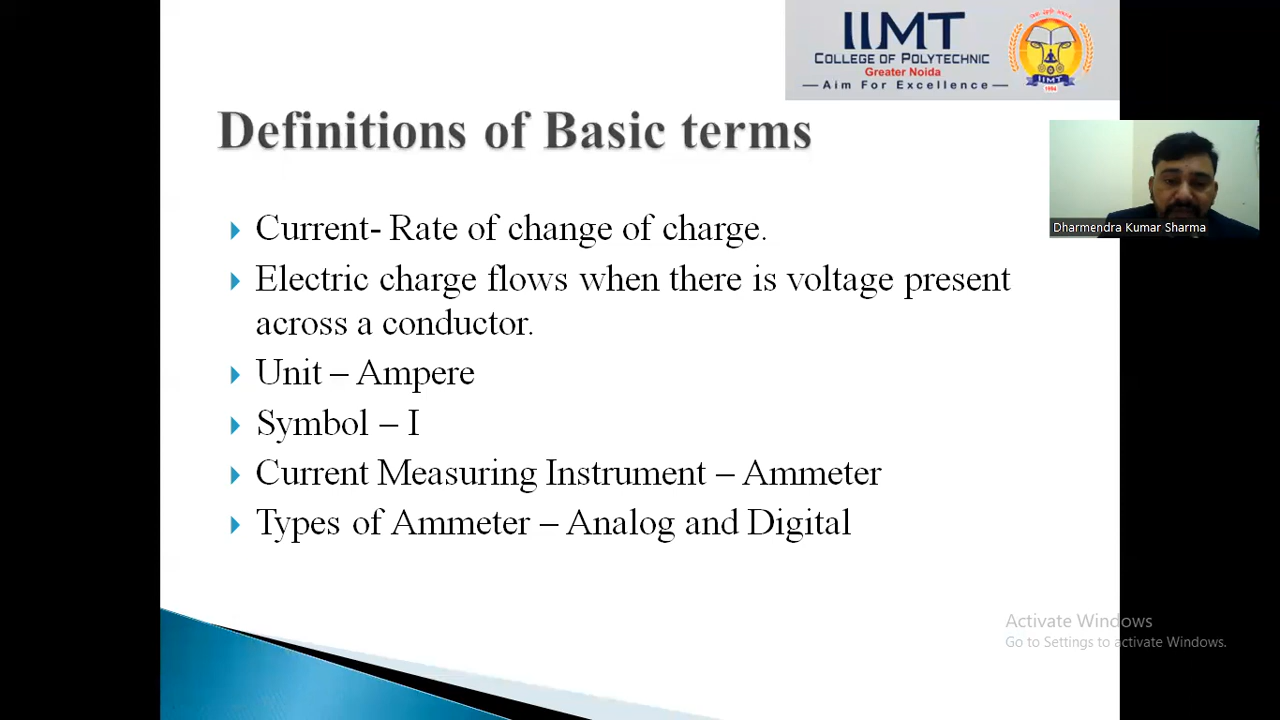 IIMT
COLLEGE OF POLYTECHNIC
Greater Noida
Aim For Excellence
IIMT
1994
Definitions of Basic terms
Current- Rate of change of charge.
Electric charge flows when there is voltage present
across a conductor.
Unit – Ampere
Symbol – I
Current Measuring Instrument – Ammeter
Types of Ammeter – Analog and Digital
Dharmendra Kumar Sharma
Activate Windows
Go to Settings to activate Windows.